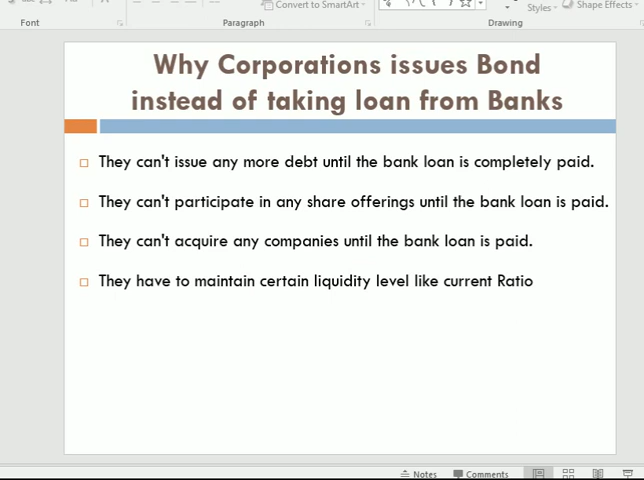 Convert to SmartArt
Styles
Shape Effects
Font
Paragraph
Drawing
Why Corporations issues Bond
instead of taking loan from Banks
They can't issue any more debt until the bank loan is completely paid.
They can't participate in any share offerings until the bank loan is paid.
They can't acquire any companies until the bank loan is paid.
They have to maintain certain liquidity level like current Ratio
Notes
Comments